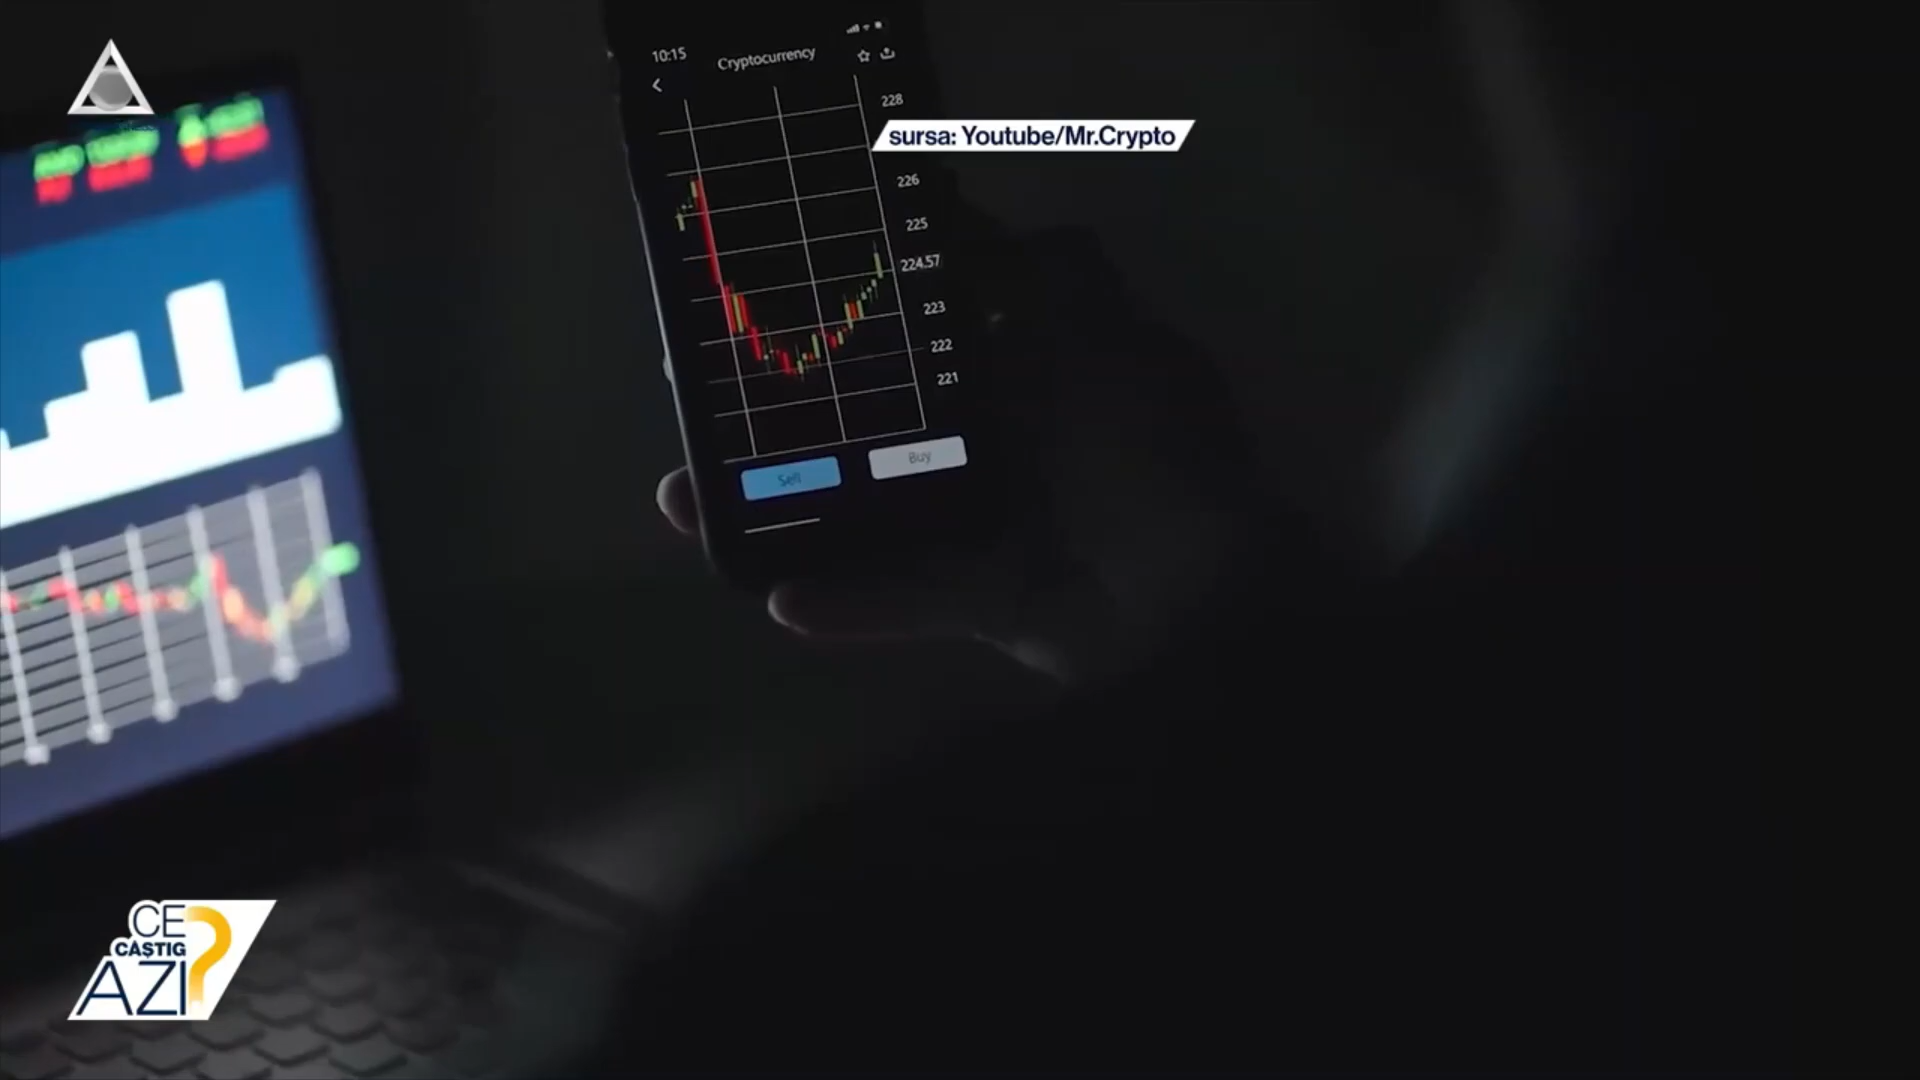 10:15
Cryptocurrency
228
sursa: Youtube/Mr.Crypto
226
225
224.57
223
222
221
Sell
Buy
CE
CÂȘTIG
AZI?